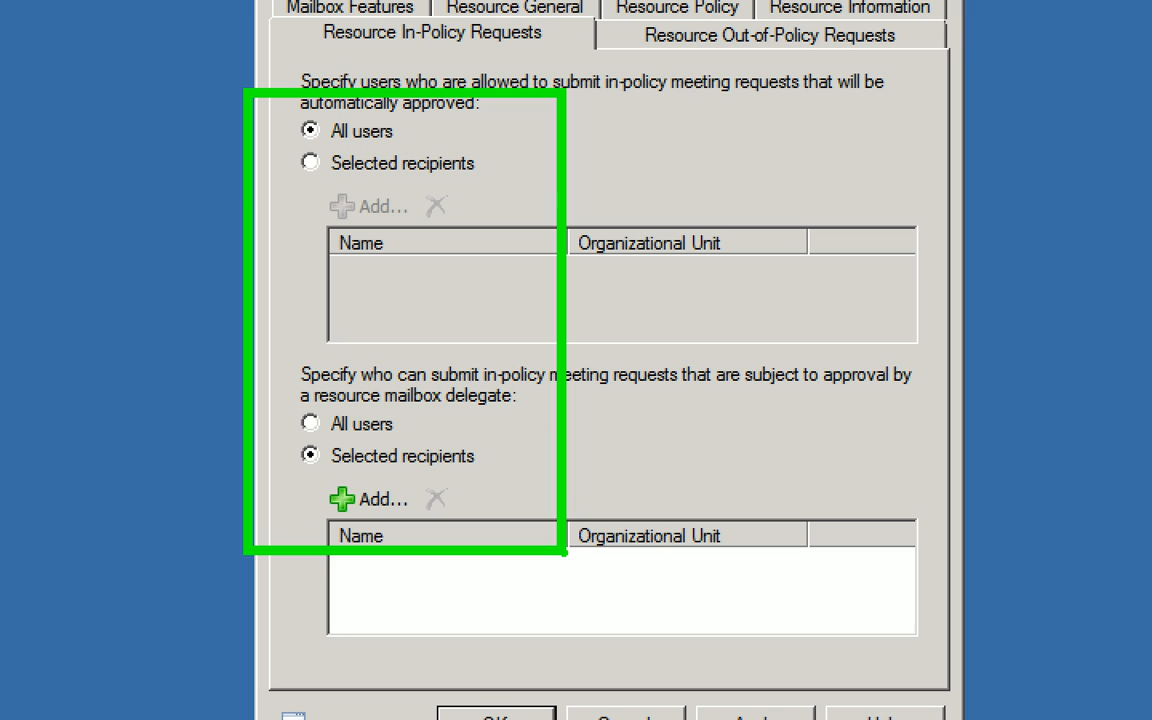 Mailbox Features Resource General Resource Policy Resource Information
Resource In-Policy Requests Resource Out-of-Policy Requests
Specify users who are allowed to submit in-policy meeting requests that will be
automatically approved:
All users
Selected recipients
Add...
Name Organizational Unit
Specify who can submit in-policy meeting requests that are subject to approval by
a resource mailbox delegate:
All users
Selected recipients
Add...
Name Organizational Unit